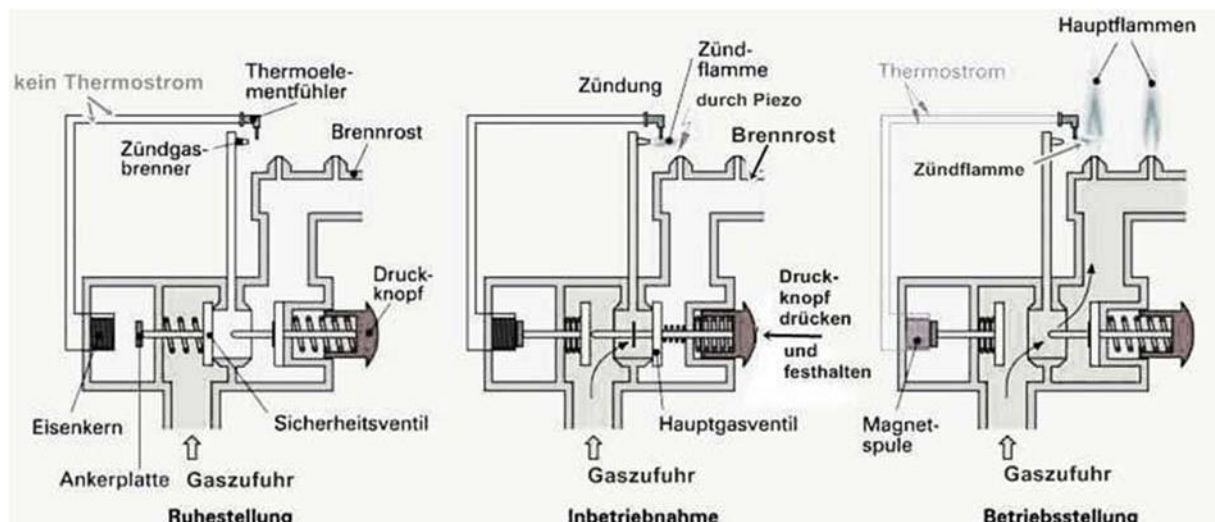 kein Thermostrom
Thermoele-
mentfühler
Zündgas-
brenner
Brennrost
Druck-
knopf
Eisenkern
Sicherheitsventil
Ankerplatte
Gaszufuhr
Ruhestellung
Zündung
Zünd-
flamme
durch Piezo
Brennrost
Druck-
knopf
drücken
und
festhalten
Hauptgasventil
Gaszufuhr
Inbetriebnahme
Hauptflammen
Thermostrom
Zündflamme
Magnet-
spule
Gaszufuhr
Betriebsstellung